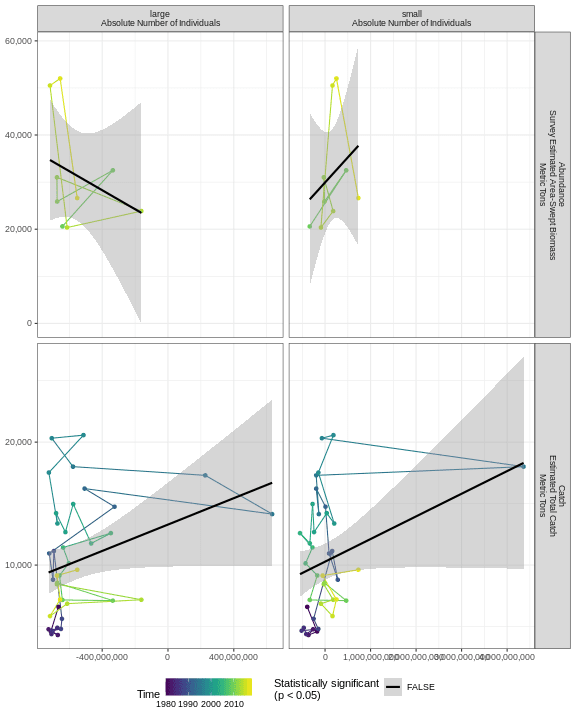 large
Absolute Number of Individuals
small
Absolute Number of Individuals
60,000
40,000
20,000
0
Abundance
Survey Estimated Area-Swept Biomass
Metric Tons
20,000
10,000
Catch
Estimated Total Catch
Metric Tons
-400,000,000
0
400,000,000
0
1,000,000,000
2,000,000,000
3,000,000,000
4,000,000,000
Time
1980 1990 2000 2010
Statistically significant
(p < 0.05)
FALSE